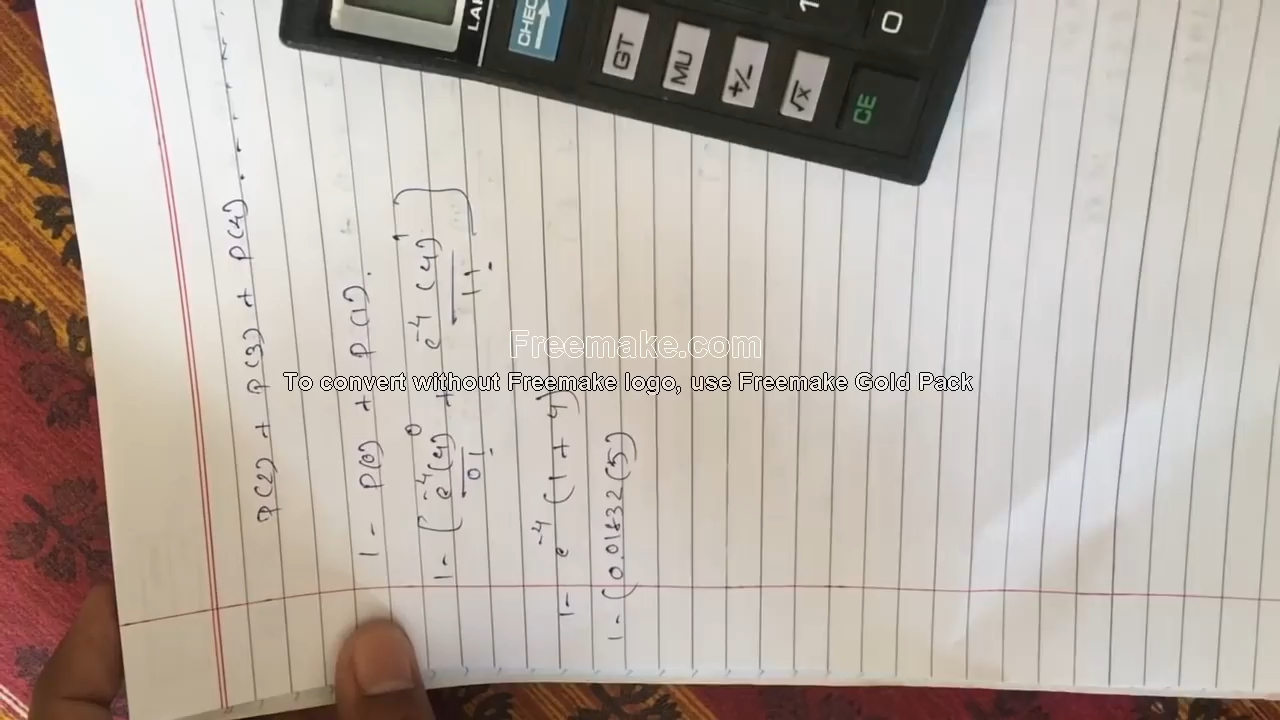 P(2) + P(3) + P(4) . - - - - - -
1 - P(0) + P(1).
1 - [ e^-4 (4)^0 / 0! + e^-4 (4)^1 / 1! ]
1 - e^-4 (1 + 4)
1 - (0.01832 (5)
CHEC
GT
MU
+/-
√x
CE
0
Freemake.com
To convert without Freemake logo, use Freemake Gold Pack